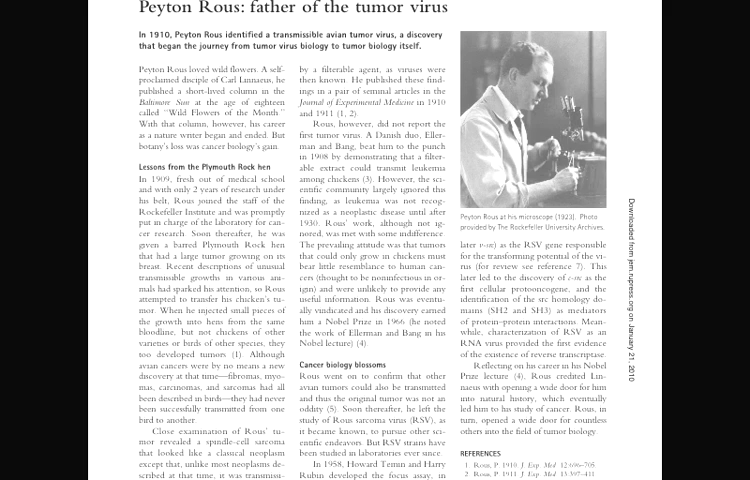 Peyton Rous: father of the tumor virus
In 1910, Peyton Rous identified a transmissible avian tumor virus, a discovery
that began the journey from tumor virus biology to tumor biology itself.
Peyton Rous loved wild flowers. A self-
proclaimed disciple of Carl Linnaeus, he
published a short-lived column in the
Baltimore Sun at the age of eighteen
called "Wild Flowers of the Month."
With that column, however, his career
as a nature writer began and ended. But
botany's loss was cancer biology's gain.
Lessons from the Plymouth Rock hen
In 1909, fresh out of medical school
and with only 2 years of research under
his belt, Rous joined the staff of the
Rockefeller Institute and was promptly
put in charge of the laboratory for can-
cer research. Soon thereafter, he was
given a barred Plymouth Rock hen
that had a large tumor growing on its
breast. Recent descriptions of unusual
transmissible growths in various ani-
mals had sparked his attention, so Rous
attempted to transfer his chicken's tu-
mor. When he injected small pieces of
the growth into hens from the same
bloodline, but not chickens of other
varieties or birds of other species, they
too developed tumors (1). Although
avian cancers were by no means a new
discovery at that time—fibromas, myo-
mas, carcinomas, and sarcomas had all
been described in birds—they had never
been successfully transmitted from one
bird to another.
Close examination of Rous' tu-
mor revealed a spindle-cell sarcoma
that looked like a classical neoplasm
except that, unlike most neoplasms de-
scribed at that time, it was transmissi-
by a filterable agent, as viruses were
then known. He published these find-
ings in a pair of seminal articles in the
Journal of Experimental Medicine in 1910
and 1911 (1, 2).
Rous, however, did not report the
first tumor virus. A Danish duo, Eller-
man and Bang, beat him to the punch
in 1908 by demonstrating that a filter-
able extract could transmit leukemia
among chickens (3). However, the sci-
entific community largely ignored this
finding, as leukemia was not recog-
nized as a neoplastic disease until after
1930. Rous' work, although not ig-
nored, was met with some indifference.
The prevailing attitude was that tumors
that could only grow in chickens must
bear little resemblance to human can-
cers (thought to be noninfectious in or-
igin) and were unlikely to provide any
useful information. Rous was eventu-
ally vindicated and his discovery earned
him a Nobel Prize in 1966 (he noted
the work of Ellerman and Bang in his
Nobel lecture) (4).
Cancer biology blossoms
Rous went on to confirm that other
avian tumors could also be transmitted
and thus the original tumor was not an
oddity (5). Soon thereafter, he left the
study of Rous sarcoma virus (RSV), as
it became known, to pursue other sci-
entific endeavors. But RSV strains have
been studied in laboratories ever since.
In 1958, Howard Temin and Harry
Rubin developed the focus assay, in
Peyton Rous at his microscope (1923). Photo
provided by The Rockefeller University Archives.
later v-src) as the RSV gene responsible
for the transforming potential of the vi-
rus (for review see reference 7). This
later led to the discovery of c-src as the
first cellular protooncogene, and the
identification of the src homology do-
mains (SH2 and SH3) as mediators
of protein–protein interactions. Mean-
while, characterization of RSV as an
RNA virus provided the first evidence
of the existence of reverse transcriptase.
Reflecting on his career in his Nobel
Prize lecture (4), Rous credited Lin-
naeus with opening a wide door for him
into natural history, which eventually
led him to his study of cancer. Rous, in
turn, opened a wide door for countless
others into the field of tumor biology.
REFERENCES
1. Rous, P. 1910 J. Exp. Med. 12:696–705.
2. Rous, P. 1911 J. Exp. Med. 13:397–411.
Downloaded from jem.rupress.org on January 21, 2010